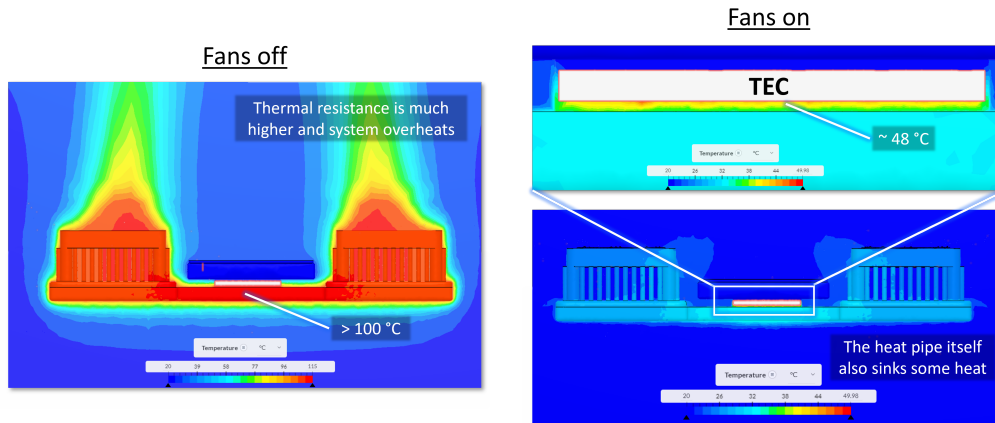 Fans off
Thermal resistance is much
higher and system overheats
> 100 °C
Temperature °C
20 39 58 77 96 115
Fans on
TEC
~ 48 °C
Temperature °C
20 26 32 38 44 49.98
The heat pipe itself
also sinks some heat
Temperature °C
20 26 32 38 44 49.98